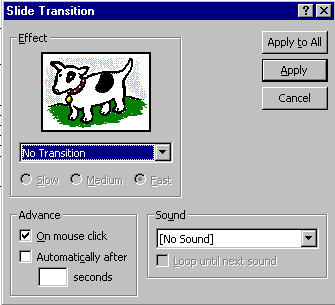 Slide Transition
Effect
Apply to All
Apply
Cancel
No Transition
Slow Medium Fast
Advance
On mouse click
Automatically after
seconds
Sound
[No Sound]
Loop until next sound